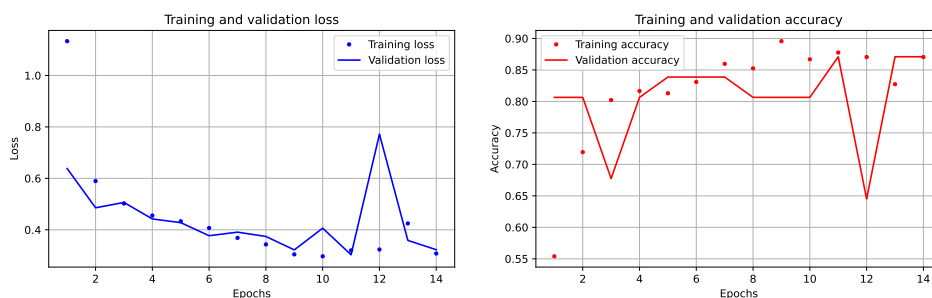 Training and validation loss
Training loss
Validation loss
1.0
0.8
0.6
0.4
Loss
2 4 6 8 10 12 14
Epochs
Training and validation accuracy
Training accuracy
Validation accuracy
0.90
0.85
0.80
0.75
0.70
0.65
0.60
0.55
Accuracy
2 4 6 8 10 12 14
Epochs